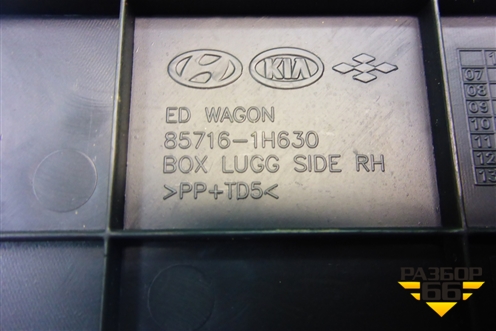 KIA
ED WAGON
85716-1H630
BOX LUGG SIDE RH
>PP+TD5<
07
08
09
10
11
12
13
РАЗБОР
66